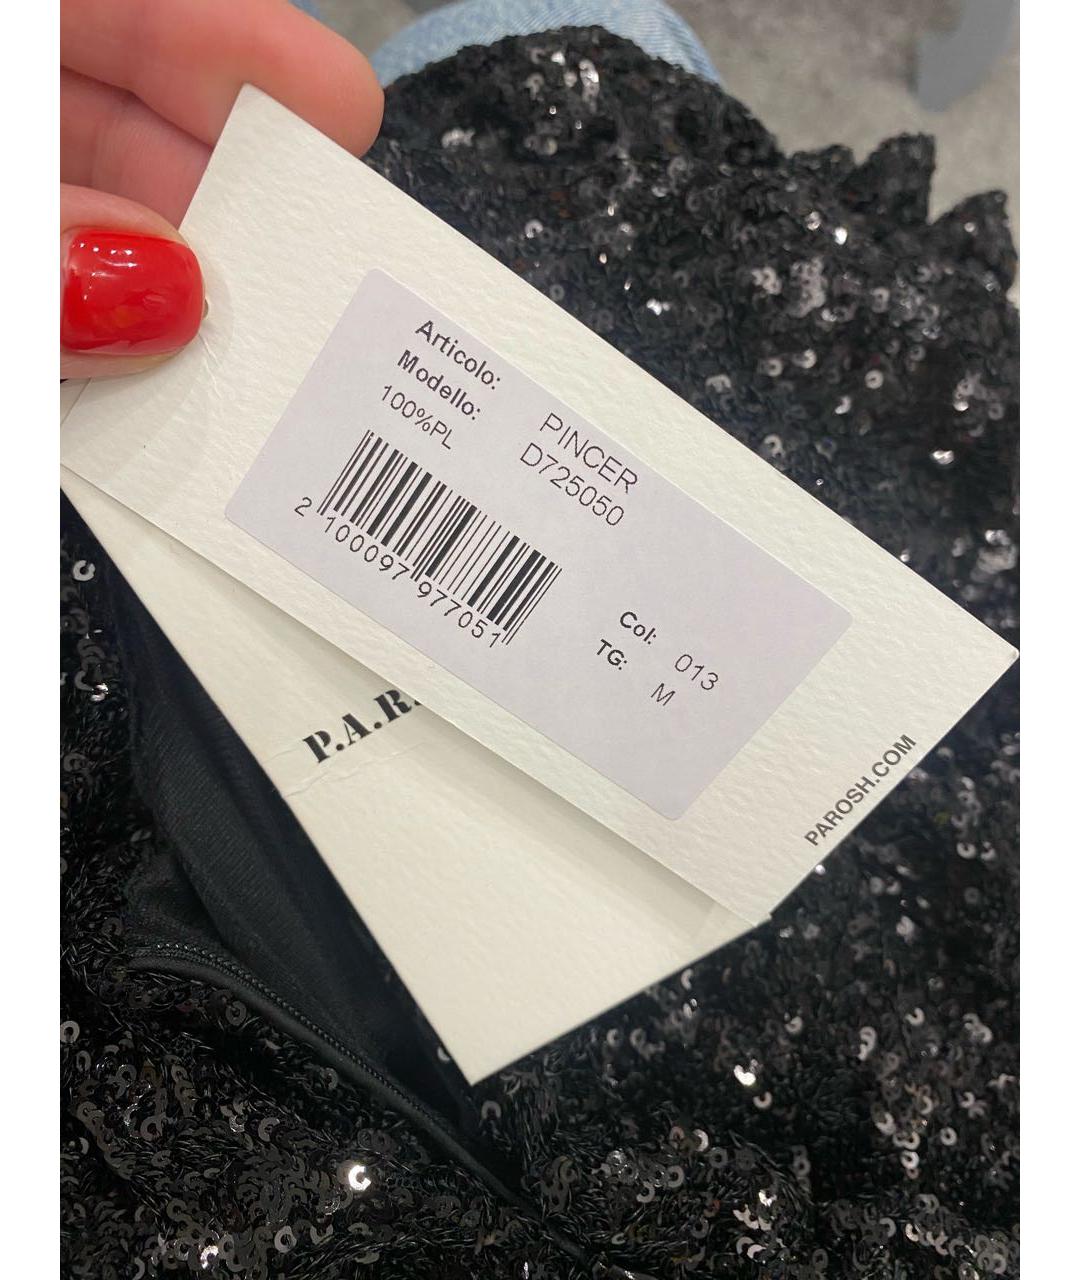 Articolo: PINCER
Modello: D725050
100%PL
2 100097 977051
Col: 013
TG: M
PAROSH.COM
P.A.R.